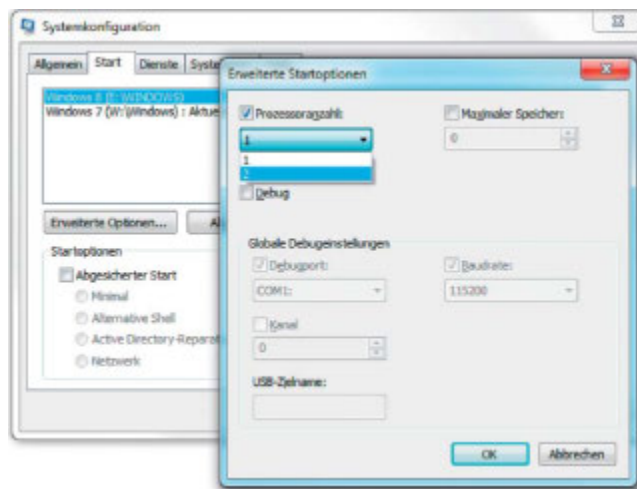 Systemkonfiguration
Allgemein Start Dienste
Windows 8 (E:\WINDOWS)
Windows 7 (W:\Windows) : Aktue
Erweiterte Optionen...
Startoptionen
Abgesicherter Start
Minimal
Alternative Shell
Active Directory-Reparat
Netzwerk
Erweiterte Startoptionen
Prozessoranzahl: Maximaler Speicher:
1 0
1
2
Debug
Globale Debugeinstellungen
Debugport: Baudrate:
COM1: 115200
Kanal
0
USB-Zielname:
OK Abbrechen